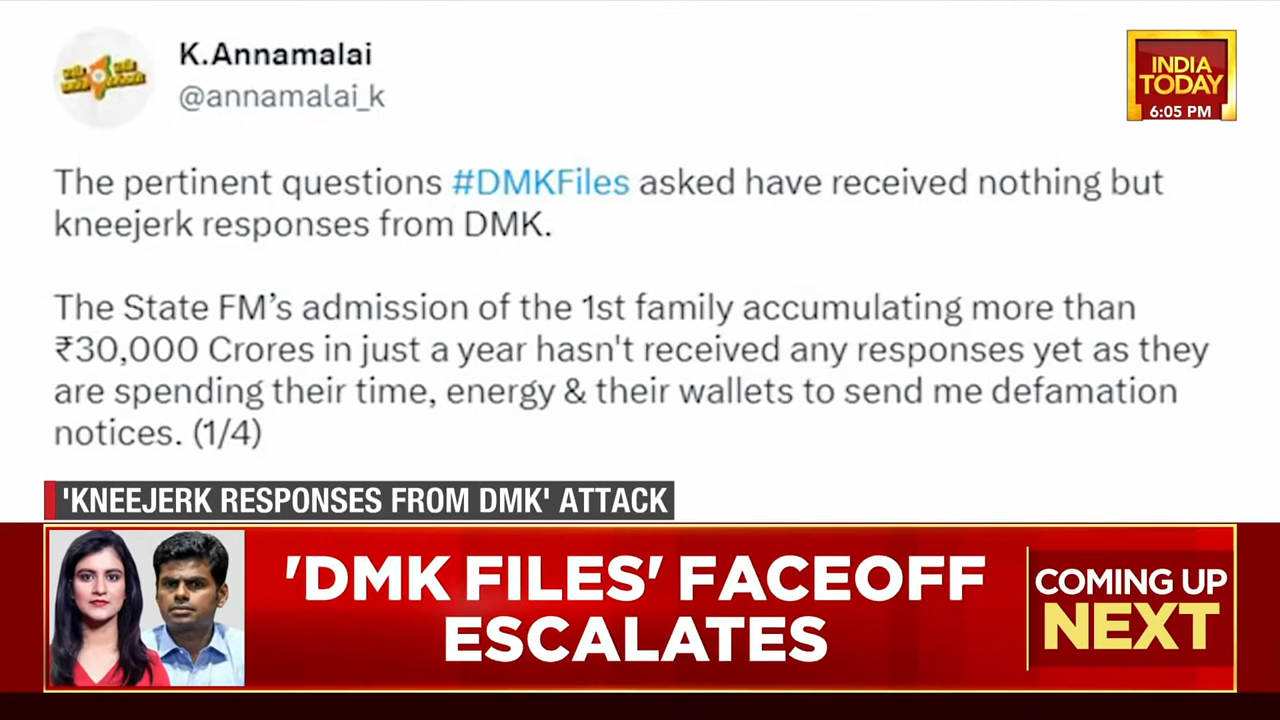 K.Annamalai
@annamalai_k
INDIA
TODAY
6:05 PM
The pertinent questions #DMKFiles asked have received nothing but
kneejerk responses from DMK.
The State FM’s admission of the 1st family accumulating more than
₹30,000 Crores in just a year hasn't received any responses yet as they
are spending their time, energy & their wallets to send me defamation
notices. (1/4)
'KNEEJERK RESPONSES FROM DMK' ATTACK
'DMK FILES' FACEOFF
ESCALATES
COMING UP
NEXT